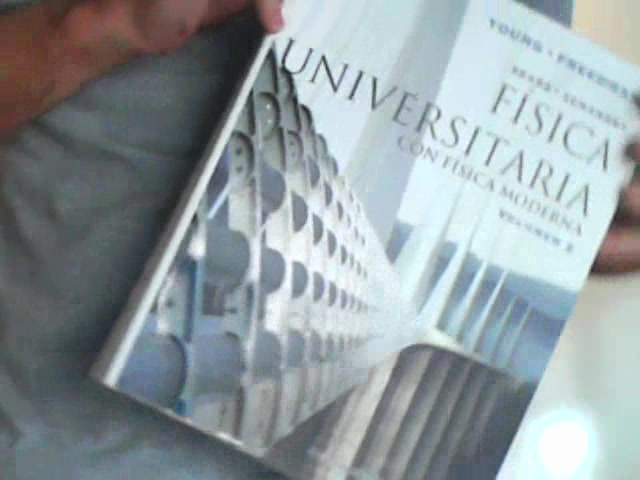 YOUNG • FREEDMAN
SEARS • ZEMANSKY
FÍSICA
UNIVERSITARIA
CON FÍSICA MODERNA
VOLUMEN 2